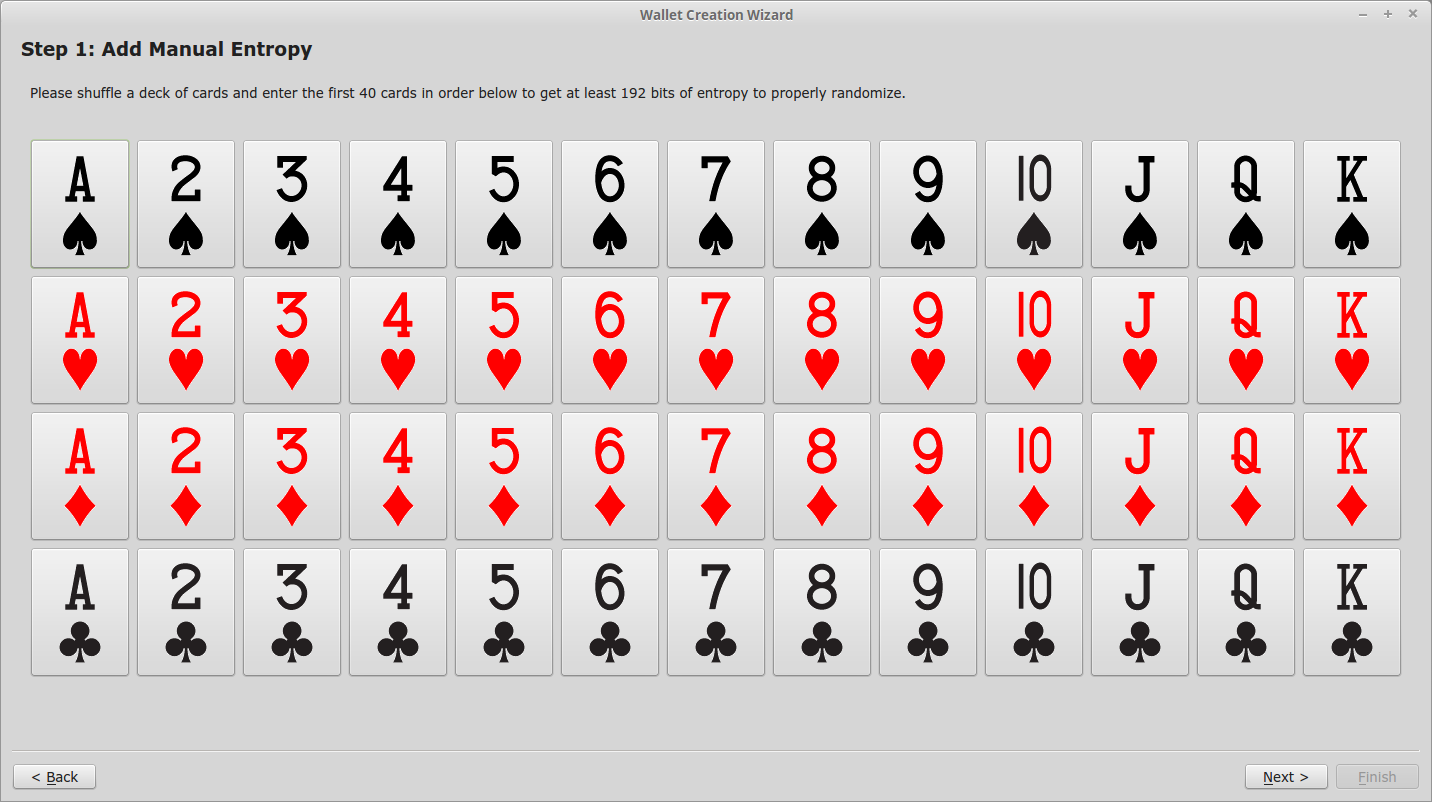 Wallet Creation Wizard
Step 1: Add Manual Entropy
Please shuffle a deck of cards and enter the first 40 cards in order below to get at least 192 bits of entropy to properly randomize.
A 2 3 4 5 6 7 8 9 10 J Q K
A 2 3 4 5 6 7 8 9 10 J Q K
A 2 3 4 5 6 7 8 9 10 J Q K
A 2 3 4 5 6 7 8 9 10 J Q K
< Back Next > Finish